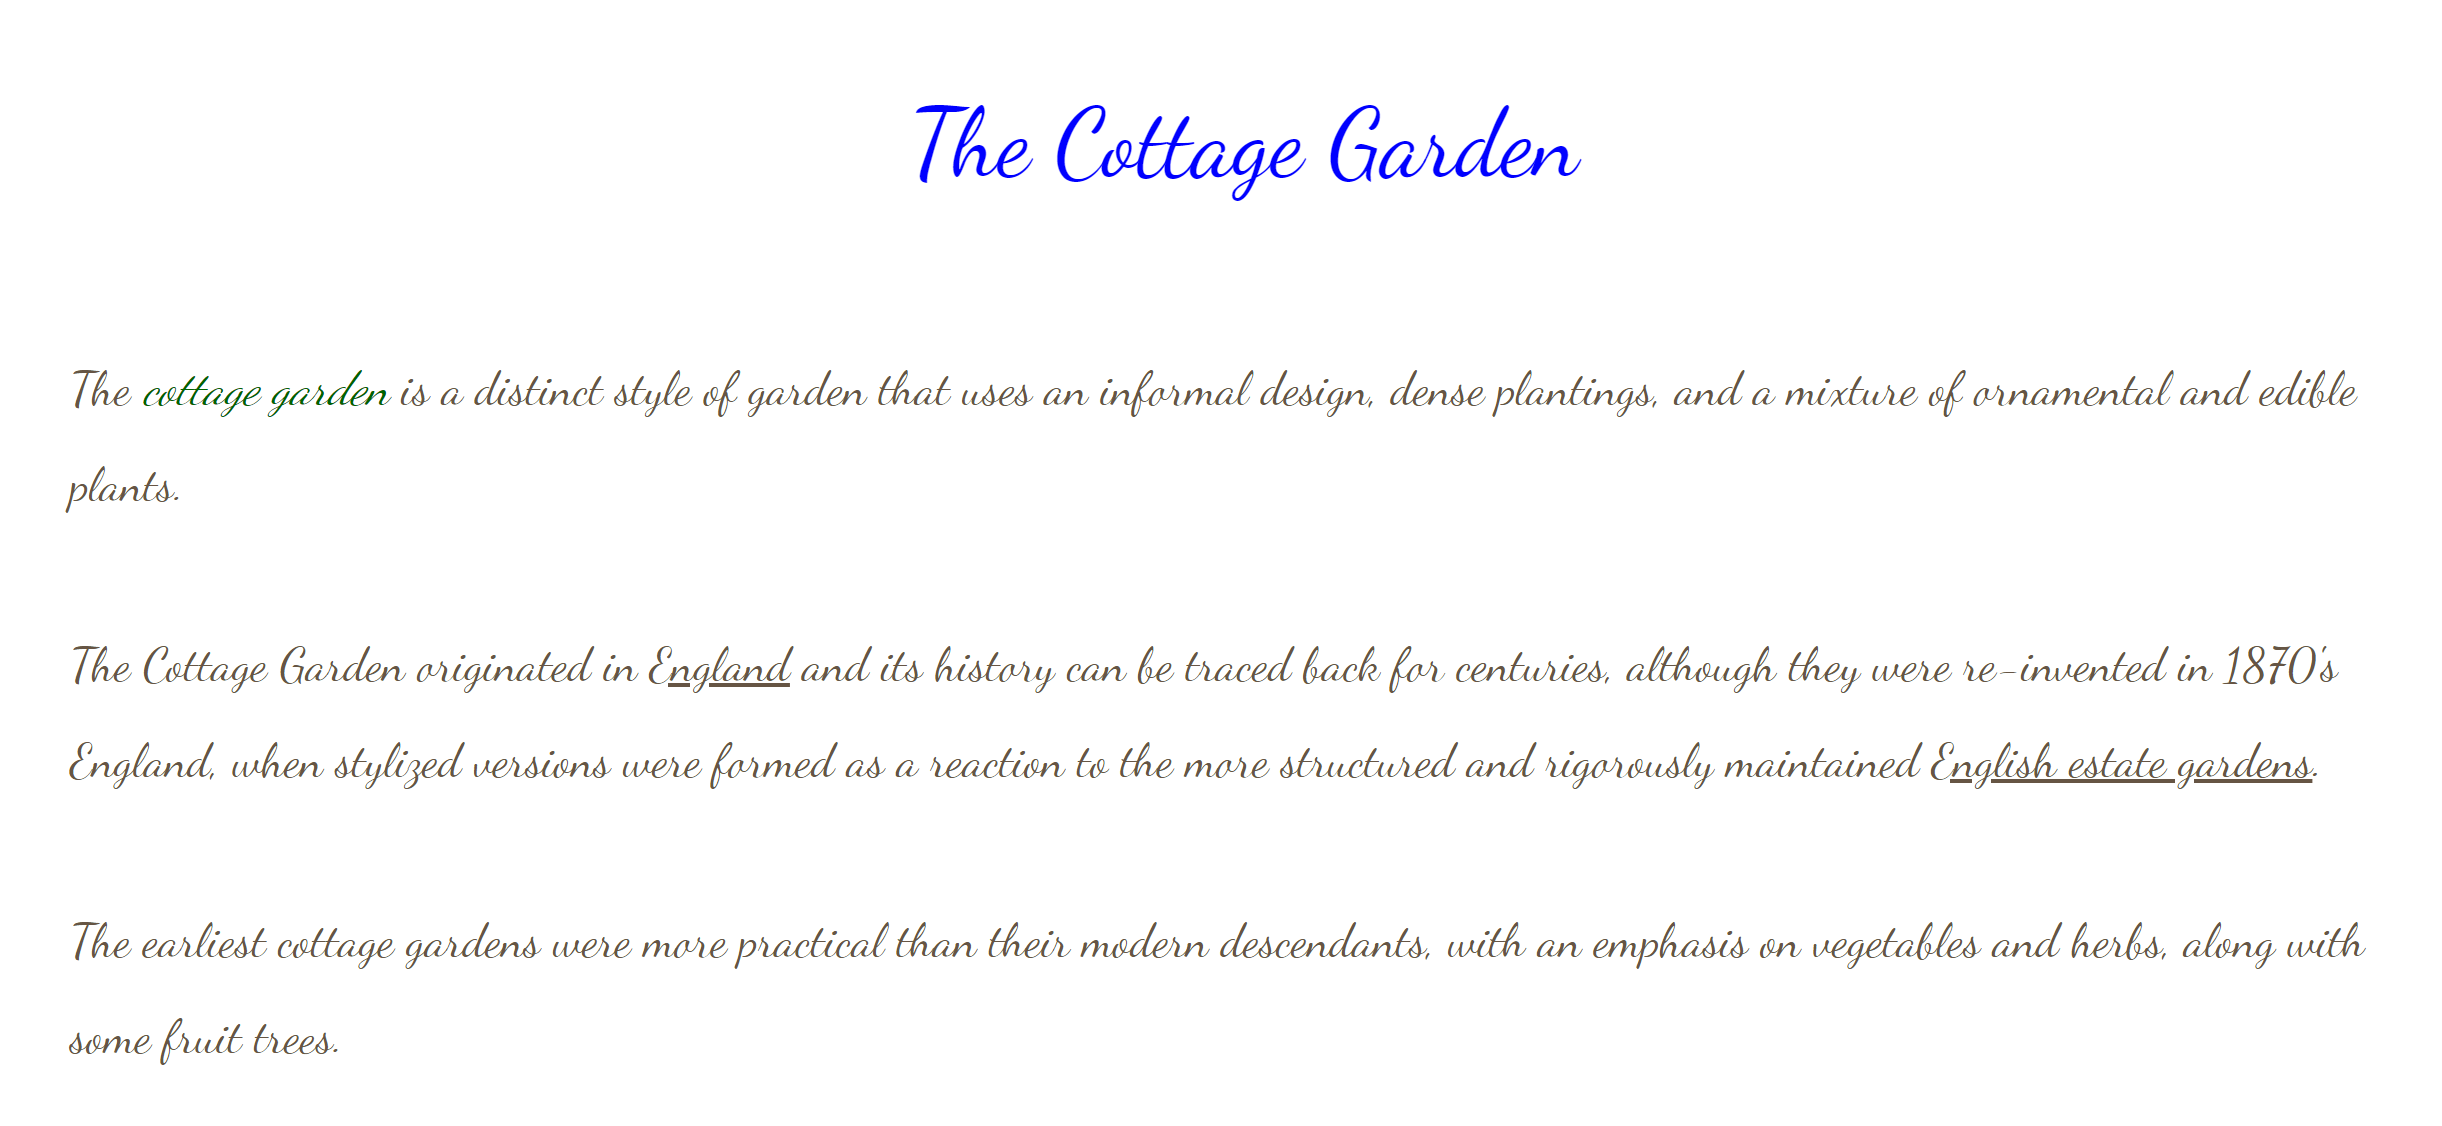 The Cottage Garden
The cottage garden is a distinct style of garden that uses an informal design, dense plantings, and a mixture of ornamental and edible
plants.
The Cottage Garden originated in England and its history can be traced back for centuries, although they were re-invented in 1870's
England, when stylized versions were formed as a reaction to the more structured and rigorously maintained English estate gardens.
The earliest cottage gardens were more practical than their modern descendants, with an emphasis on vegetables and herbs, along with
some fruit trees.